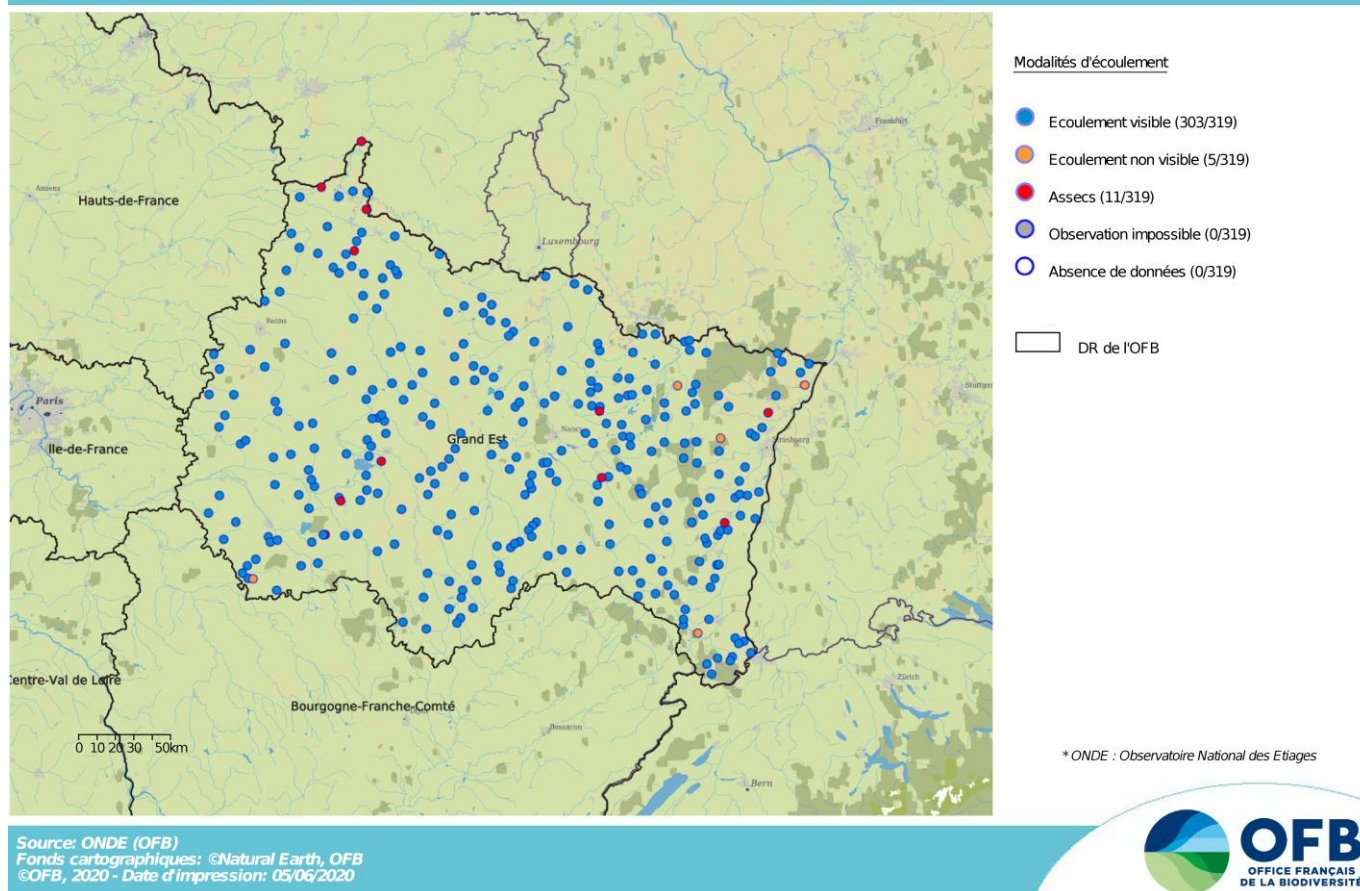 Lille
Frankfurt
Amiens
Hauts-de-France
Luxembourg
Reims
Stuttgart
Paris
Ile-de-France
Grand Est
Nancy
Strasbourg
Centre-Val de Loire
Bourgogne-Franche-Comté
Zürich
Besancon
0 10 20 30 50km
Bern
Modalités d'écoulement
Ecoulement visible (303/319)
Ecoulement non visible (5/319)
Assecs (11/319)
Observation impossible (0/319)
Absence de données (0/319)
DR de l'OFB
* ONDE : Observatoire National des Etiages
Source: ONDE (OFB)
Fonds cartographiques: ©Natural Earth, OFB
©OFB, 2020 - Date d'impression: 05/06/2020
OFB
OFFICE FRANÇAIS
DE LA BIODIVERSITÉ